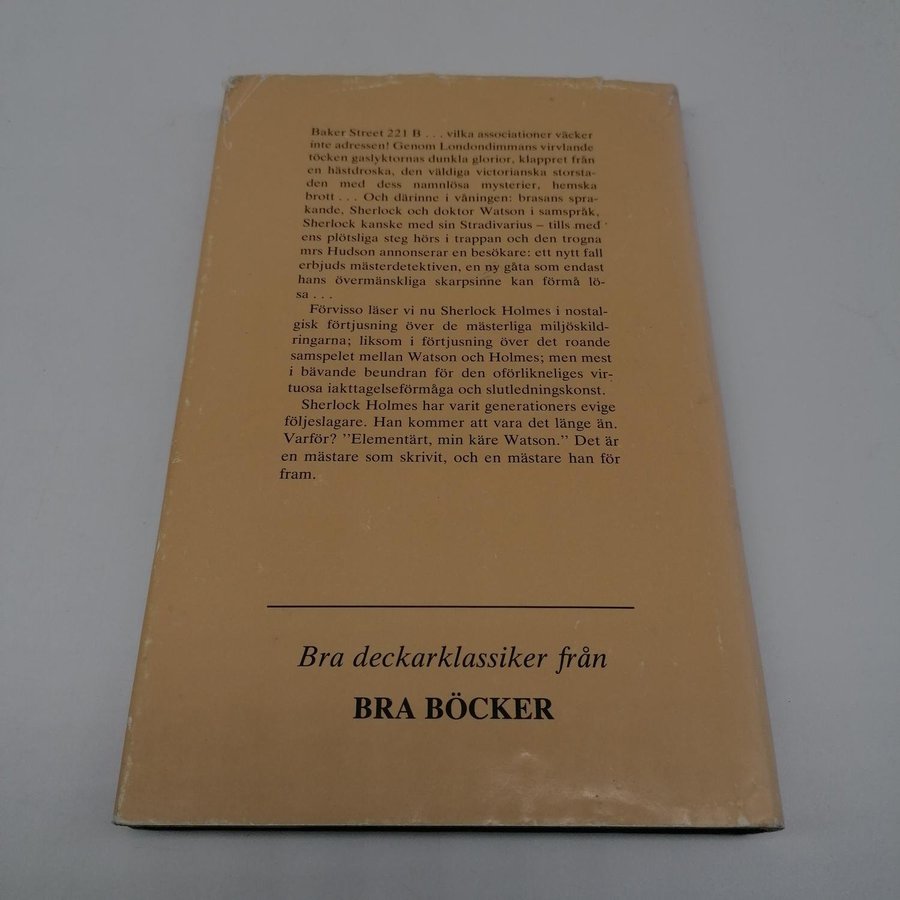 Baker Street 221 B . . . vilka associationer väcker
inte adressen! Genom Londondimmans virvlande
töcken gaslyktornas dunkla glorior, klappret från
en hästdroska, den väldiga victorianska storsta-
den med dess namnlösa mysterier, hemska
brott . . . Och därinne i våningen: brasans spra-
kande, Sherlock och doktor Watson i samspråk,
Sherlock kanske med sin Stradivarius – tills med
ens plötsliga steg hörs i trappan och den trogna
mrs Hudson annonserar en besökare: ett nytt fall
erbjuds mästerdetektiven, en ny gåta som endast
hans övermänskliga skarpsinne kan förmå lö-
sa . . .
Förvisso läser vi nu Sherlock Holmes i nostal-
gisk förtjusning över de mästerliga miljöskild-
ringarna; liksom i förtjusning över det roande
samspelet mellan Watson och Holmes; men mest
i bävande beundran för den oförlikneliges vir-
tuosa iakttagelseförmåga och slutledningskonst.
Sherlock Holmes har varit generationers evige
följeslagare. Han kommer att vara det länge än.
Varför? ”Elementärt, min käre Watson.” Det är
en mästare som skrivit, och en mästare han för
fram.
Bra deckarklassiker från
BRA BÖCKER